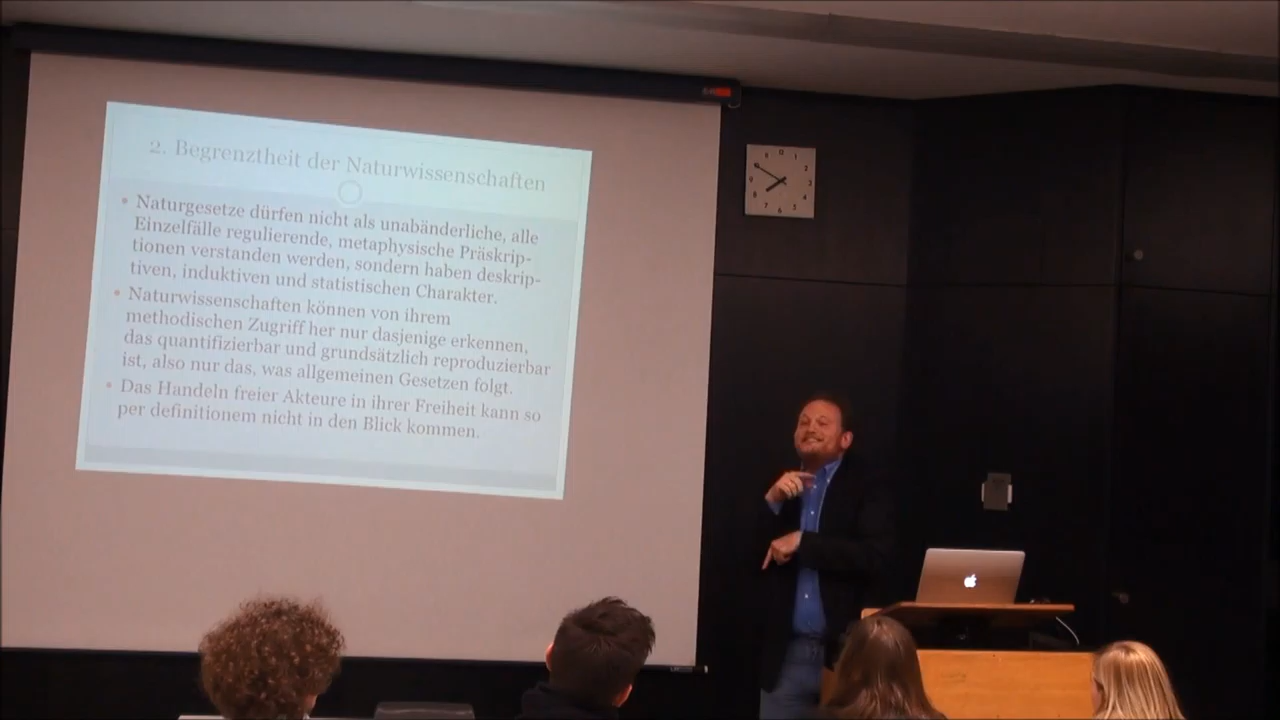 2. Begrenztheit der Naturwissenschaften
• Naturgesetze dürfen nicht als unabänderliche, alle
Einzelfälle regulierende, metaphysische Präskrip-
tionen verstanden werden, sondern haben deskrip-
tiven, induktiven und statistischen Charakter.
• Naturwissenschaften können von ihrem
methodischen Zugriff her nur dasjenige erkennen,
das quantifizierbar und grundsätzlich reproduzierbar
ist, also nur das, was allgemeinen Gesetzen folgt.
• Das Handeln freier Akteure in ihrer Freiheit kann so
per definitionem nicht in den Blick kommen.